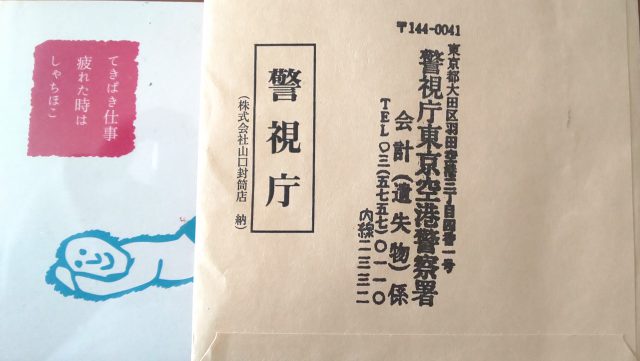 てきぱき仕事
疲れた時は
しゃちほこ
〒144-0041
東京都大田区羽田空港三丁目四番一号
警視庁東京空港警察署
会計(遺失物)係
TEL〇三(五七五七)〇一一〇
内線二二三二
警視庁
(株式会社山口封筒店 納)